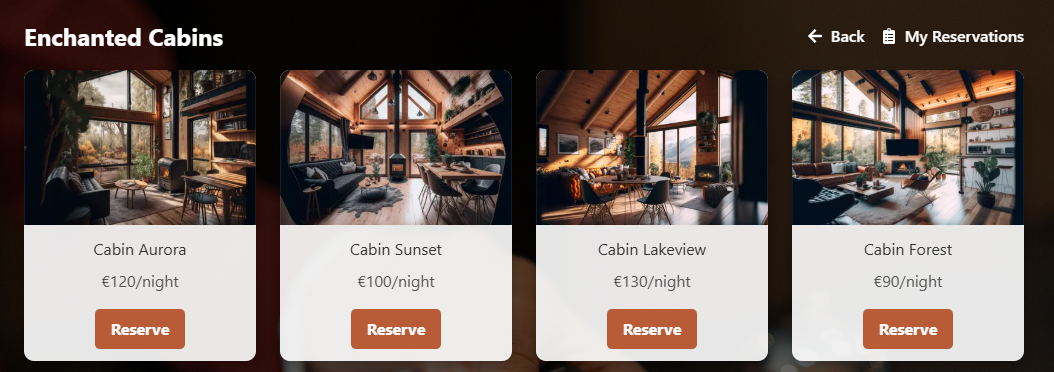 Enchanted Cabins
Back
My Reservations
Cabin Aurora
€120/night
Reserve
Cabin Sunset
€100/night
Reserve
Cabin Lakeview
€130/night
Reserve
Cabin Forest
€90/night
Reserve